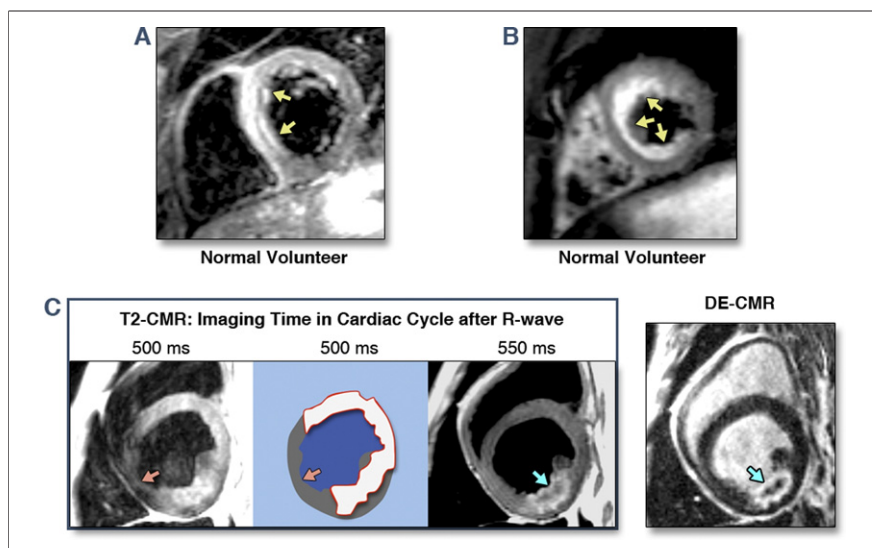 A
B
Normal Volunteer
Normal Volunteer
C
T2-CMR: Imaging Time in Cardiac Cycle after R-wave
500 ms
500 ms
550 ms
DE-CMR